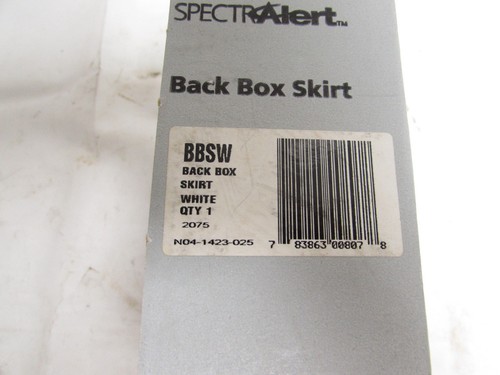 SPECTRAlert™
Back Box Skirt
BBSW
BACK BOX
SKIRT
WHITE
QTY 1
2075
N04-1423-025
7 83863 00807 8